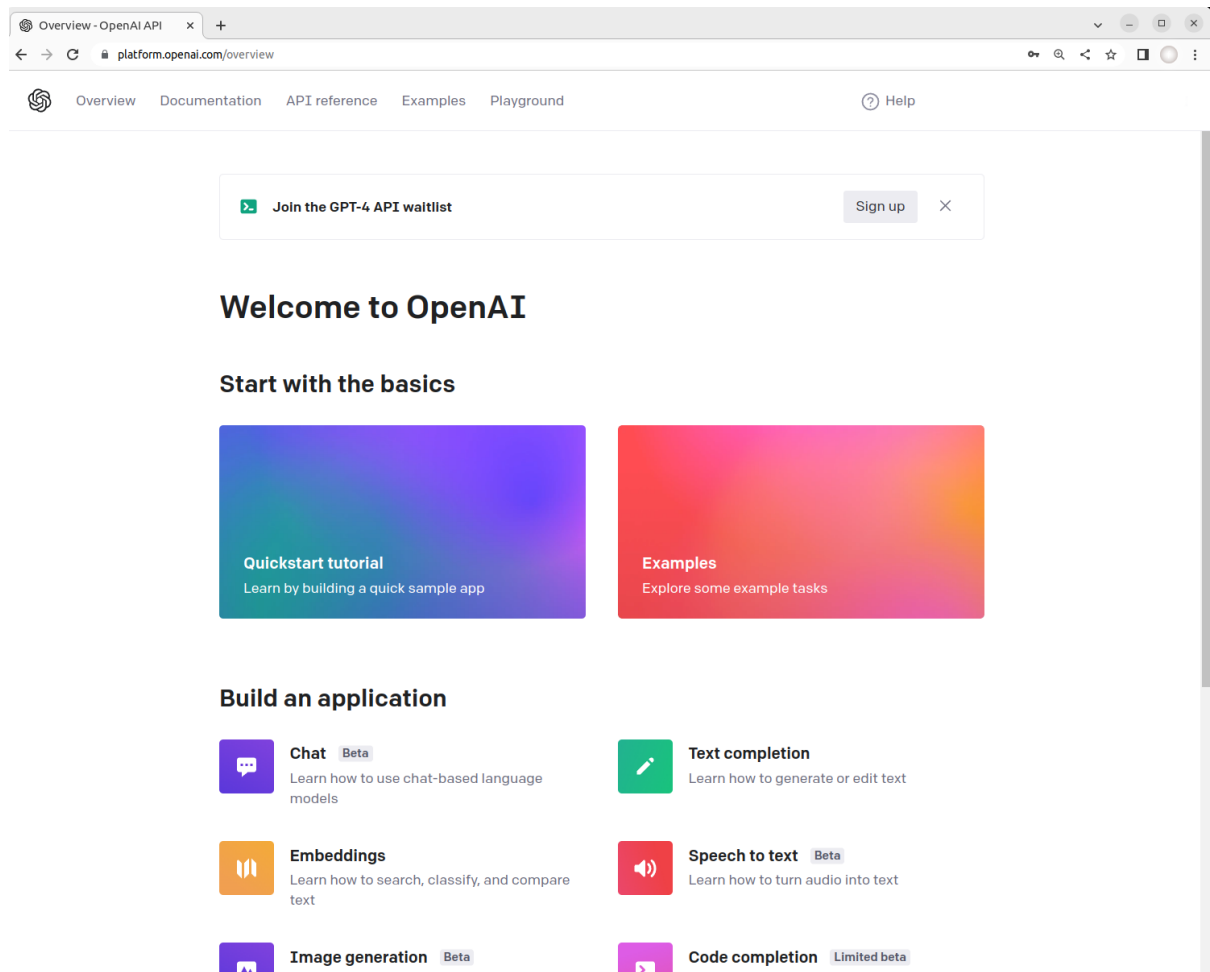 Overview - OpenAI API
platform.openai.com/overview
Overview Documentation API reference Examples Playground Help
Join the GPT-4 API waitlist Sign up
Welcome to OpenAI
Start with the basics
Quickstart tutorial
Learn by building a quick sample app
Examples
Explore some example tasks
Build an application
Chat Beta
Learn how to use chat-based language
models
Text completion
Learn how to generate or edit text
Embeddings
Learn how to search, classify, and compare
text
Speech to text Beta
Learn how to turn audio into text
Image generation Beta
Code completion Limited beta